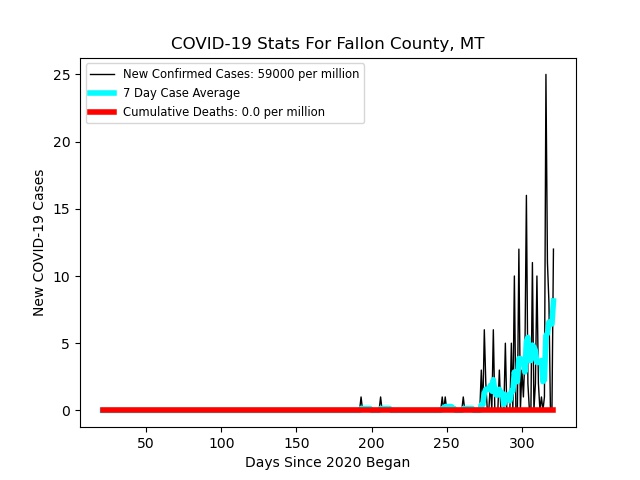 COVID-19 Stats For Fallon County, MT
New Confirmed Cases: 59000 per million
7 Day Case Average
Cumulative Deaths: 0.0 per million
25
20
15
10
5
0
New COVID-19 Cases
50 100 150 200 250 300
Days Since 2020 Began